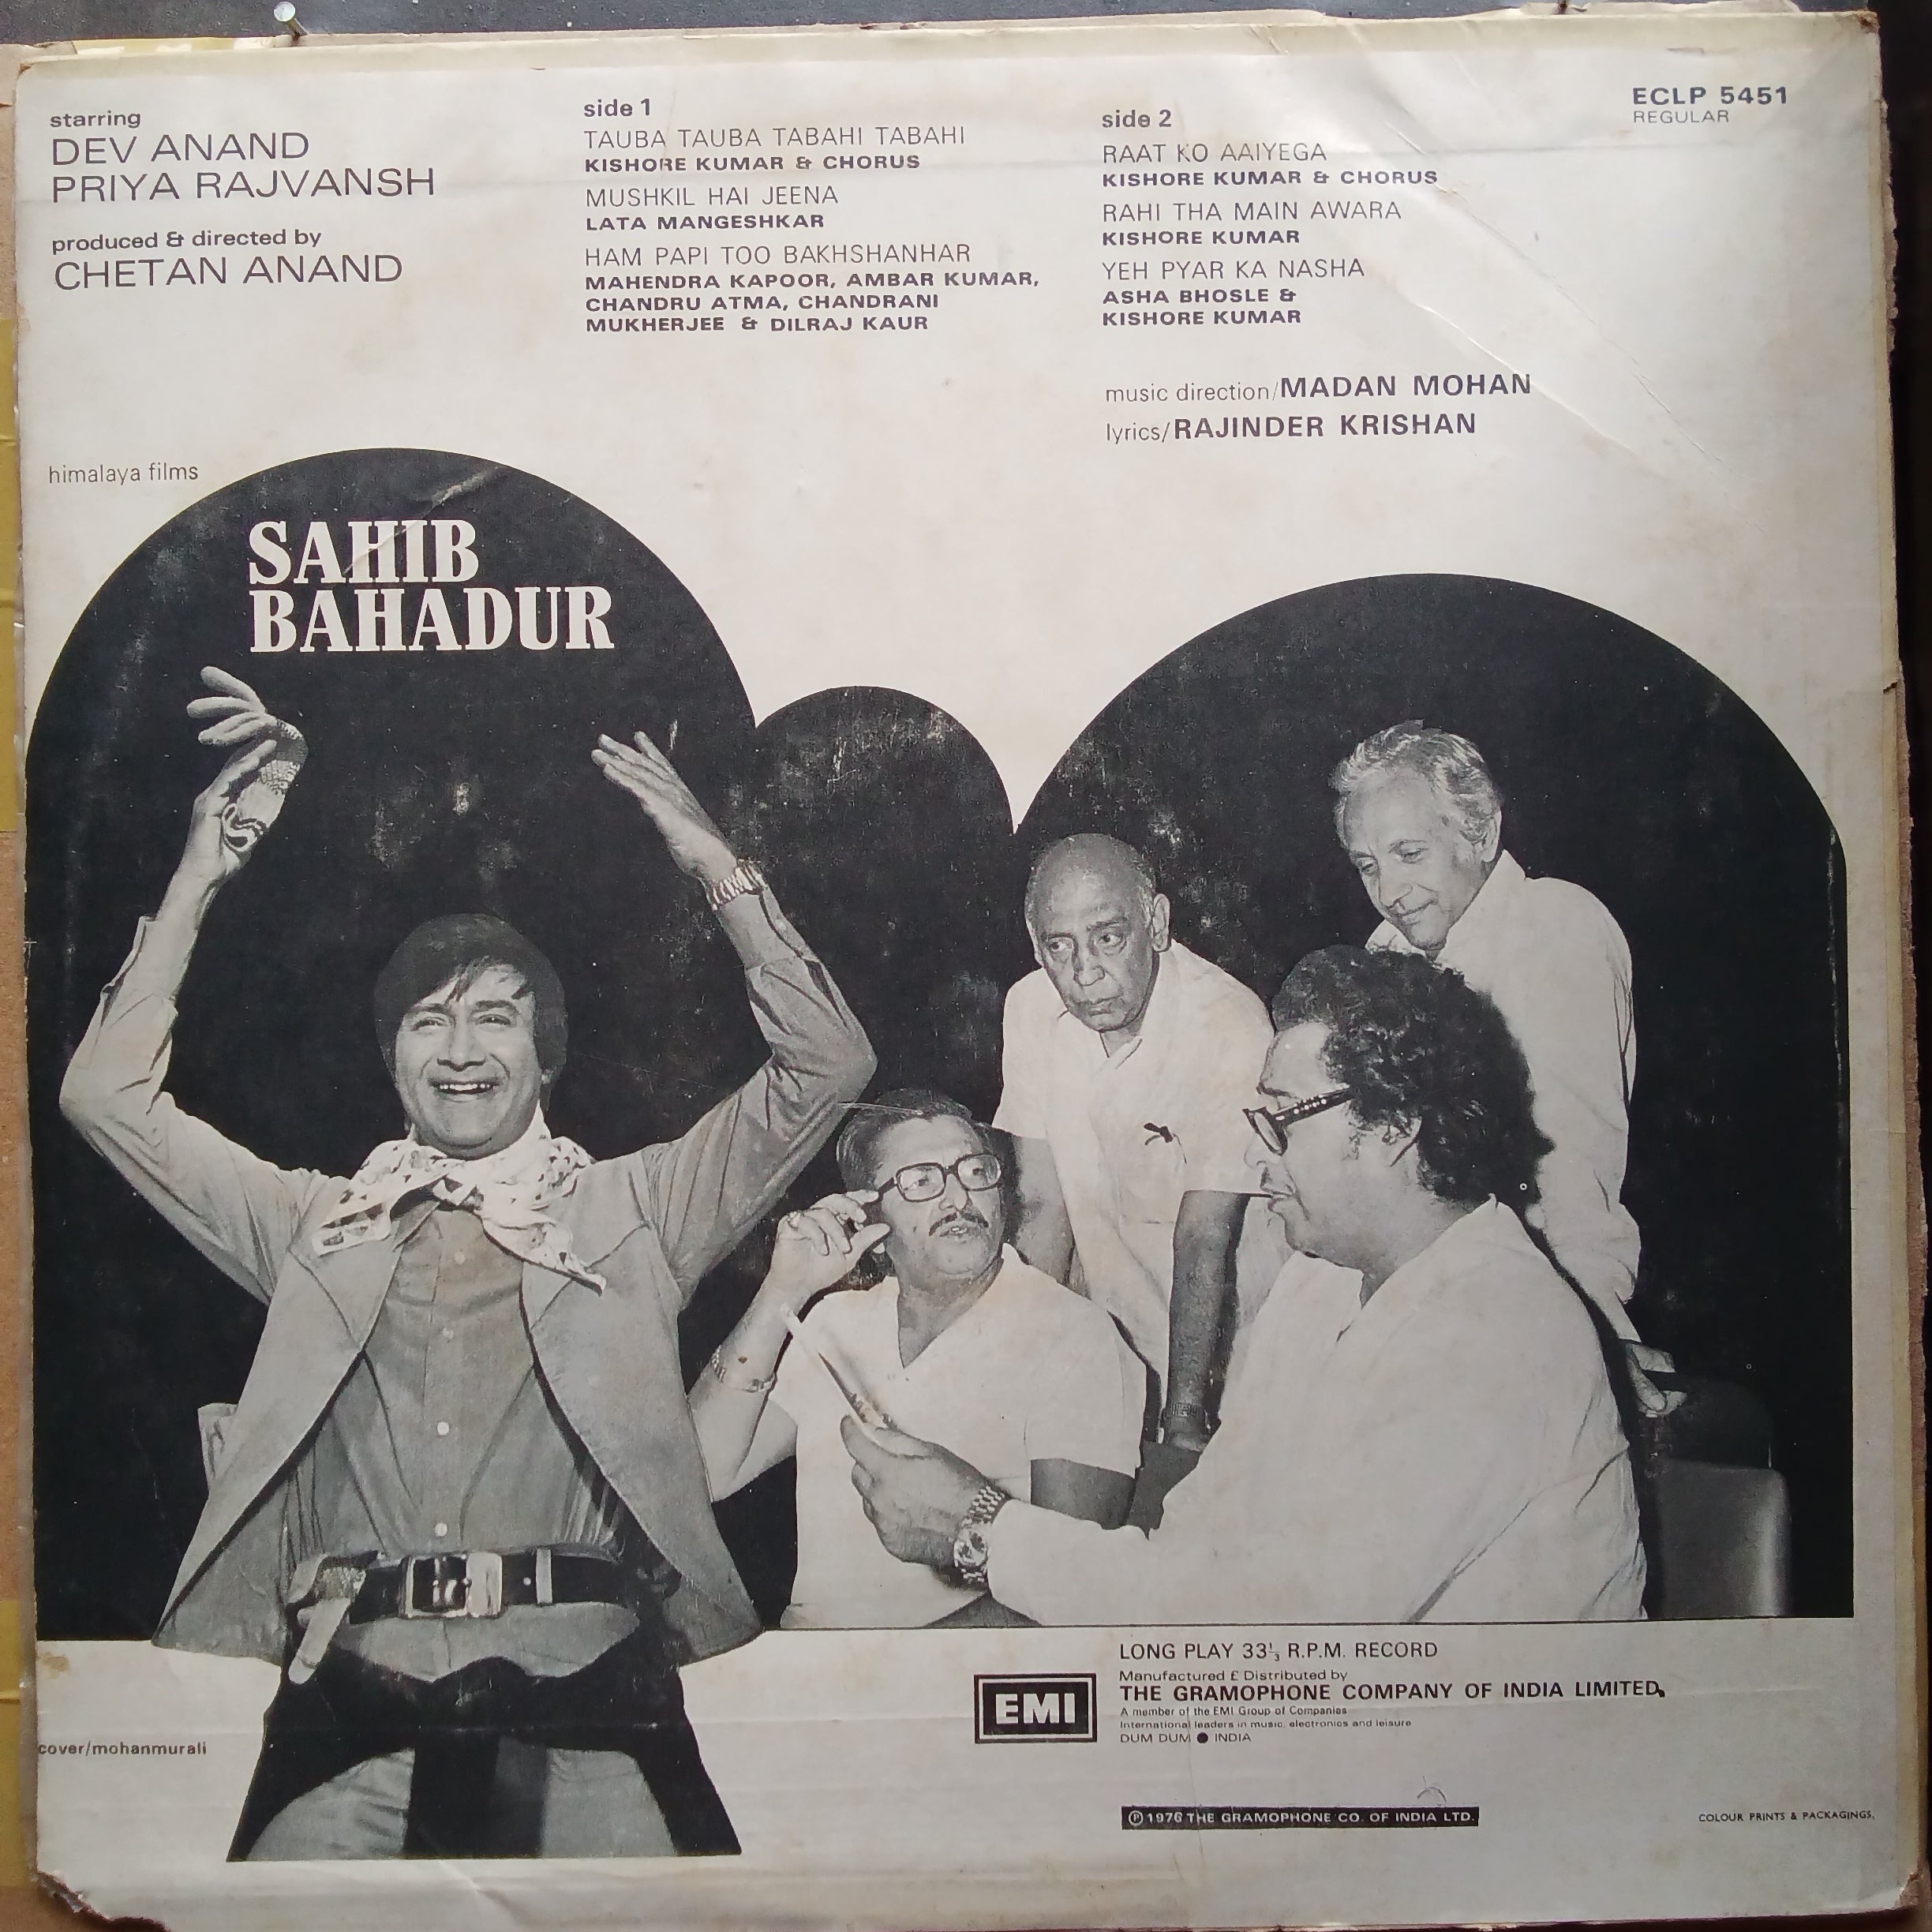 starring
DEV ANAND
PRIYA RAJVANSH
produced & directed by
CHETAN ANAND
side 1
TAUBA TAUBA TABAHI TABAHI
KISHORE KUMAR & CHORUS
MUSHKIL HAI JEENA
LATA MANGESHKAR
HAM PAPI TOO BAKHSHANHAR
MAHENDRA KAPOOR, AMBAR KUMAR,
CHANDRU ATMA, CHANDRANI
MUKHERJEE & DILRAJ KAUR
side 2
RAAT KO AAIYEGA
KISHORE KUMAR & CHORUS
RAHI THA MAIN AWARA
KISHORE KUMAR
YEH PYAR KA NASHA
ASHA BHOSLE &
KISHORE KUMAR
music direction/MADAN MOHAN
lyrics/RAJINDER KRISHAN
ECLP 5451
REGULAR
himalaya films
SAHIB
BAHADUR
LONG PLAY 33⅓ R.P.M. RECORD
Manufactured £ Distributed by
THE GRAMOPHONE COMPANY OF INDIA LIMITED.
A member of the EMI Group of Companies
International leaders in music, electronics and leisure
DUM DUM ● INDIA
EMI
cover/mohanmurali
℗ 1976 THE GRAMOPHONE CO. OF INDIA LTD.
COLOUR PRINTS & PACKAGINGS.